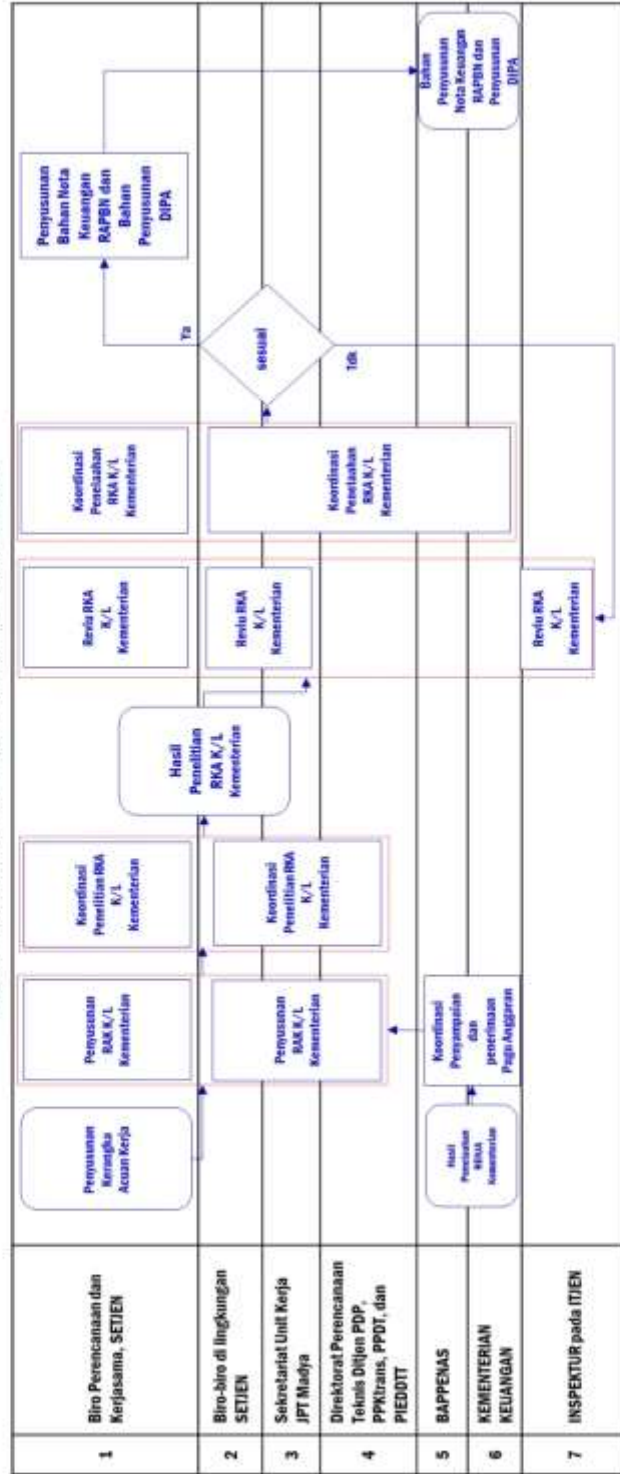 1
Biro Perencanaan dan
Kerjasama, SETJEN
Penyusunan
Kerangka
Acuan Kerja
Penyusunan
RAK K/L
Kementerian
Koordinasi
Penelitian RKA
K/L
Kementerian
Reviu RKA
K/L
Kementerian
Koordinasi
Penelaahan
RKA K/L
Kementerian
Penyusunan
Bahan Nota
Keuangan
RAPBN dan
Bahan
Penyusunan
DIPA
Hasil
Penelitian
RKA K/L
Kementerian
Ya
2
Biro-biro di lingkungan
SETJEN
3
Sekretariat Unit Kerja
JPT Madya
4
Direktorat Perencanaan
Teknis Ditjen PDP,
PPKtrans, PPDT, dan
PIEDDTT
Penyusunan
RAK K/L
Kementerian
Koordinasi
Penelitian RKA
K/L
Kementerian
Reviu RKA
K/L
Kementerian
Koordinasi
Penelaahan
RKA K/L
Kementerian
sesuai
Tdk
5
BAPPENAS
6
KEMENTERIAN
KEUANGAN
Hasil
Penelaahan
RENJA
Kementerian
Koordinasi
Penyampaian
dan
penerimaan
Pagu Anggaran
Bahan
Penyusunan
Nota Keuangan
RAPBN dan
Penyusunan
DIPA
7
INSPEKTUR pada ITJEN
Reviu RKA
K/L
Kementerian